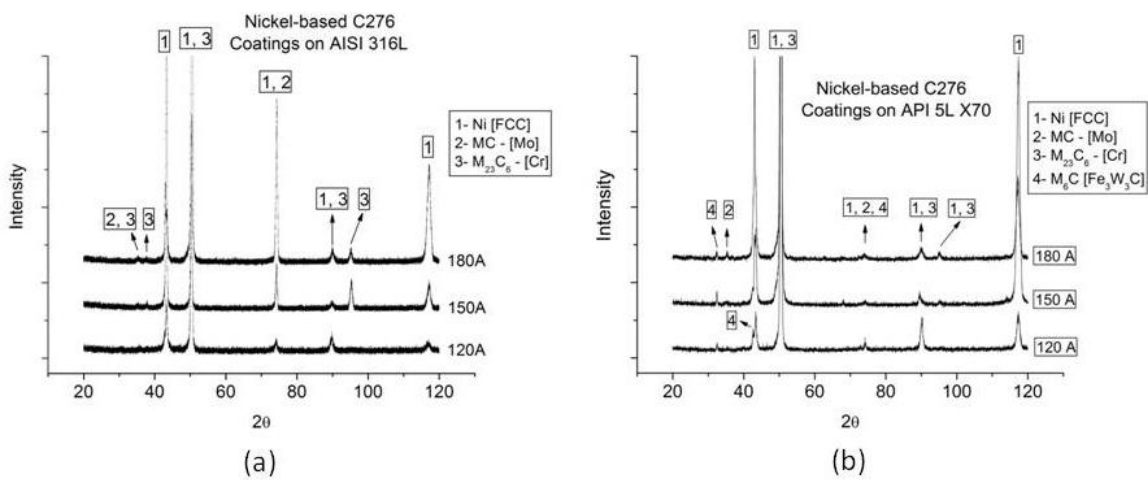 Nickel-based C276
Coatings on AISI 316L
1
1, 3
1, 2
1
1- Ni [FCC]
2- MC - [Mo]
3- M₂₃C₆ - [Cr]
2, 3
3
1, 3
3
180A
150A
120A
Intensity
20 40 60 80 100 120
2θ
(a)
1
1, 3
1
Nickel-based C276
Coatings on API 5L X70
1- Ni [FCC]
2- MC - [Mo]
3- M₂₃C₆ - [Cr]
4- M₆C [Fe₃W₃C]
4
2
1, 2, 4
1, 3
1, 3
180 A
150 A
4
120 A
Intensity
20 40 60 80 100 120
2θ
(b)